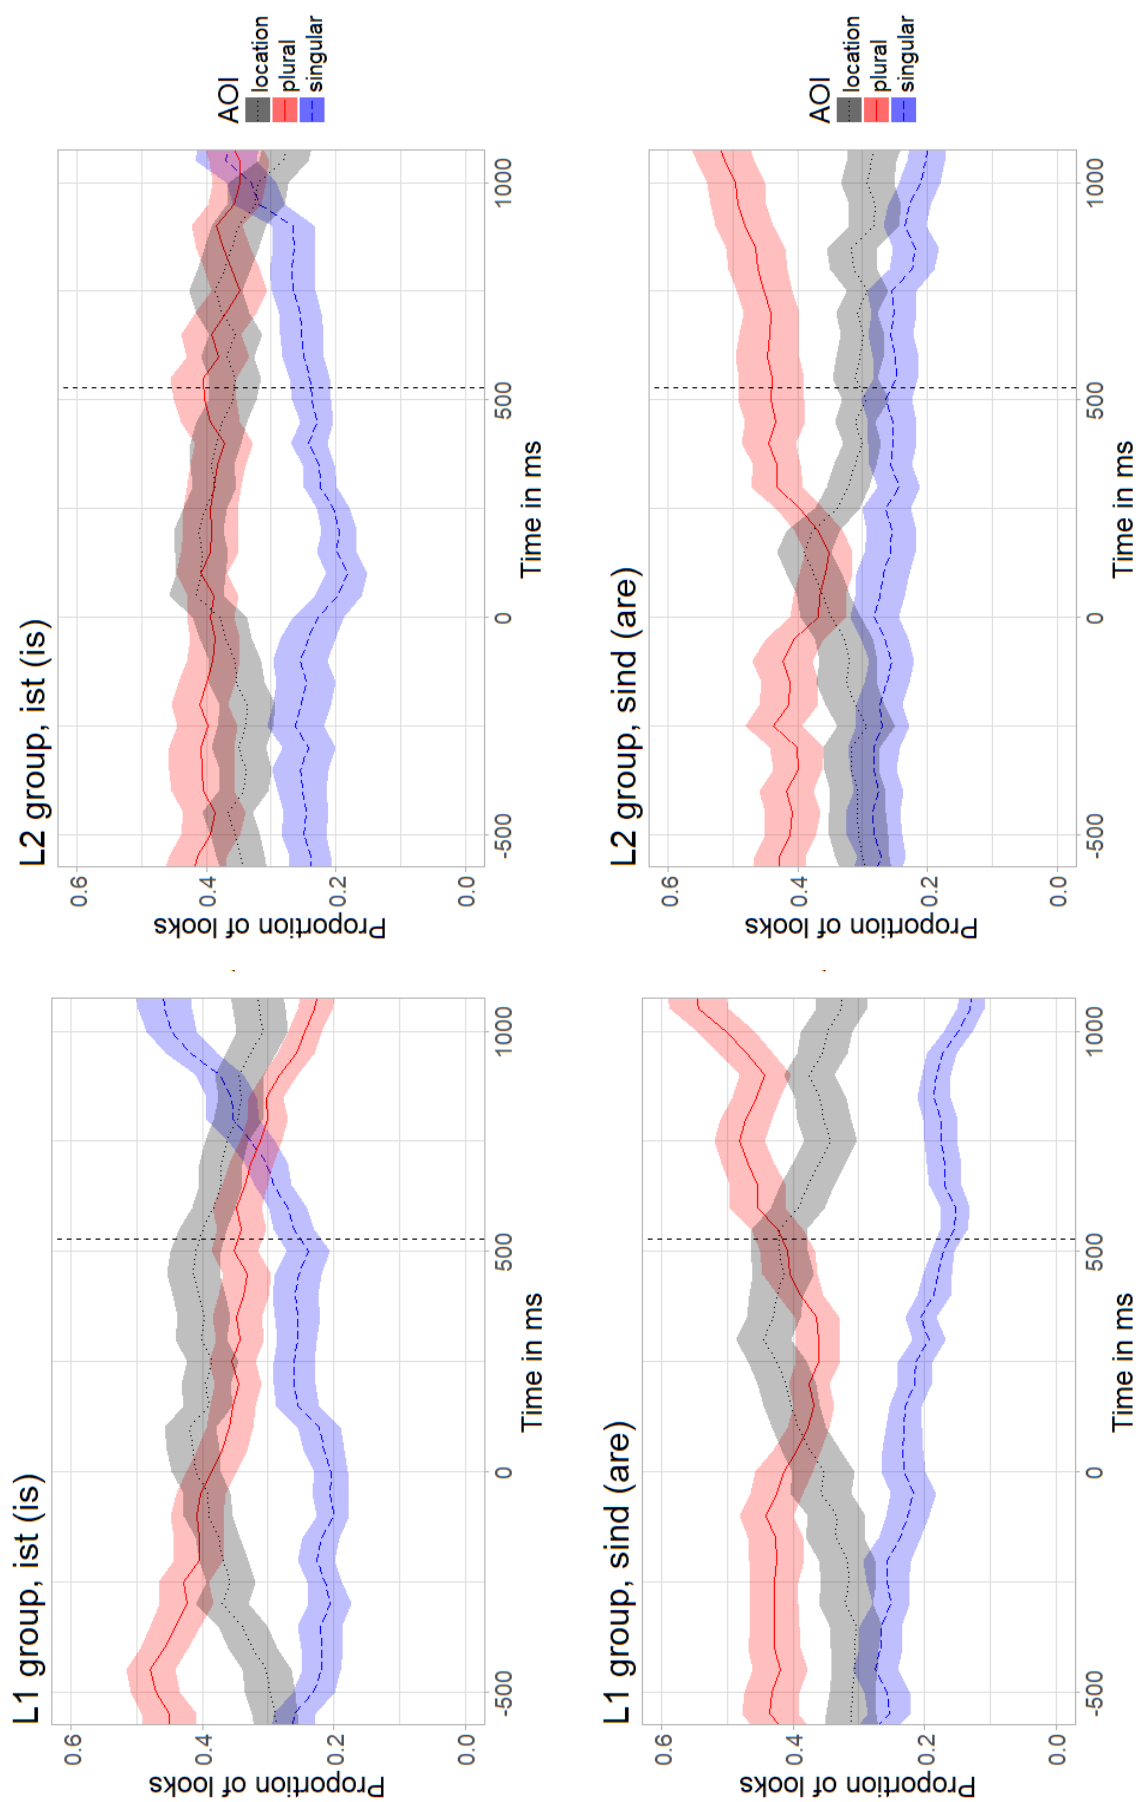 L1 group, ist (is)
Proportion of looks
0.6
0.4
0.2
0.0
-500
0
500
1000
Time in ms
L2 group, ist (is)
Proportion of looks
0.6
0.4
0.2
0.0
-500
0
500
1000
Time in ms
AOI
location
plural
singular
L1 group, sind (are)
Proportion of looks
0.6
0.4
0.2
0.0
-500
0
500
1000
Time in ms
L2 group, sind (are)
Proportion of looks
0.6
0.4
0.2
0.0
-500
0
500
1000
Time in ms
AOI
location
plural
singular